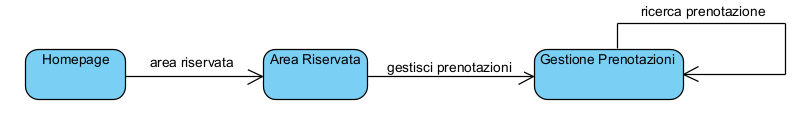 ricerca prenotazione
Homepage
area riservata
Area Riservata
gestisci prenotazioni
Gestione Prenotazioni